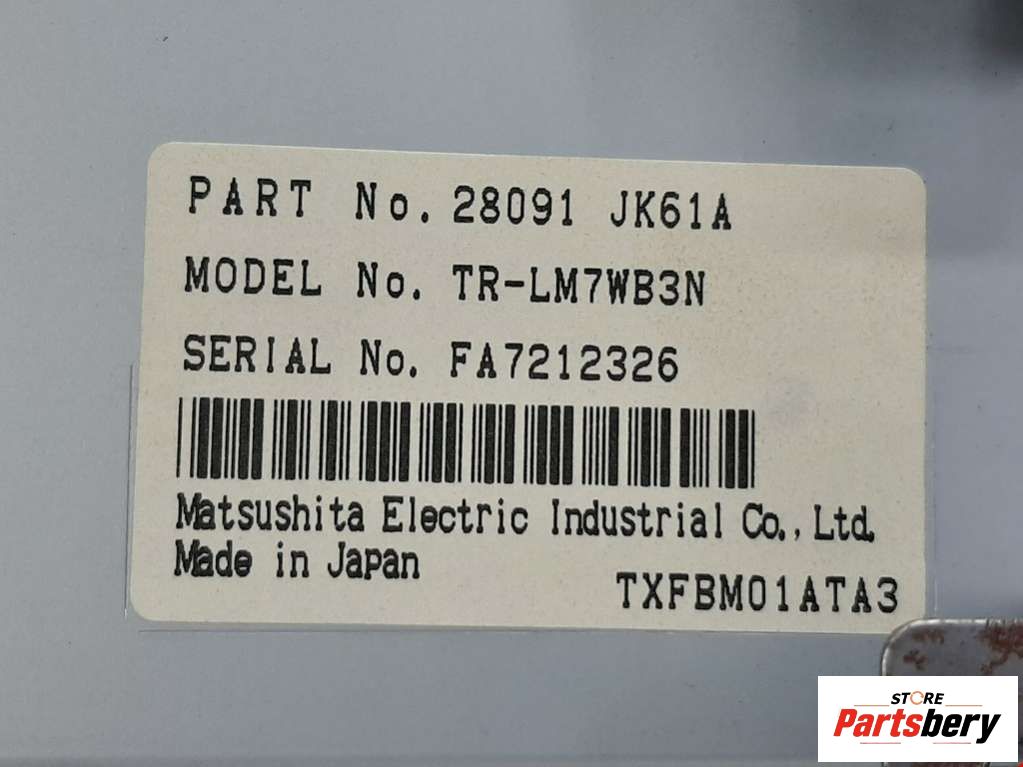 PART No. 28091 JK61A
MODEL No. TR-LM7WB3N
SERIAL No. FA7212326
Matsushita Electric Industrial Co., Ltd.
Made in Japan
TXFBM01ATA3
STORE
Partsbery